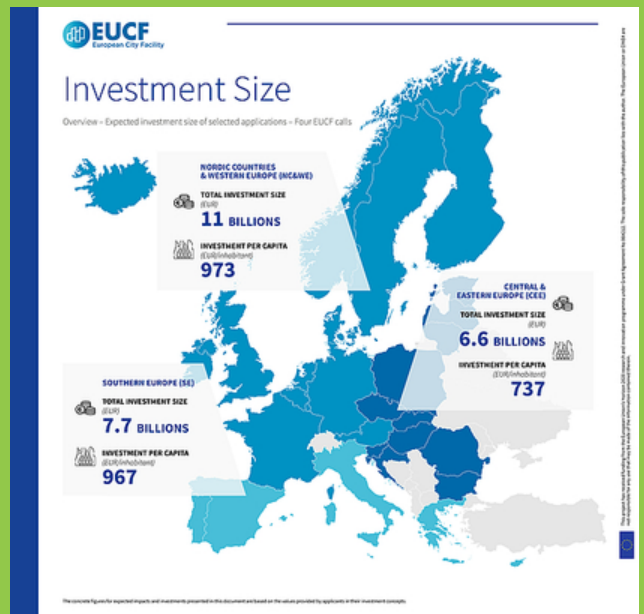 EUCF
European City Facility
Investment Size
Overview – Expected investment size of selected applications – Four EUCF calls
NORDIC COUNTRIES
& WESTERN EUROPE (NC&WE)
TOTAL INVESTMENT SIZE
(EUR)
11 BILLIONS
INVESTMENT PER CAPITA
(EUR/inhabitant)
973
CENTRAL &
EASTERN EUROPE (CEE)
TOTAL INVESTMENT SIZE
(EUR)
6.6 BILLIONS
INVESTMENT PER CAPITA
(EUR/inhabitant)
737
SOUTHERN EUROPE (SE)
TOTAL INVESTMENT SIZE
(EUR)
7.7 BILLIONS
INVESTMENT PER CAPITA
(EUR/inhabitant)
967
The concrete figures for expected impacts and investments presented in this document are based on the values provided by applicants in their investment concepts.